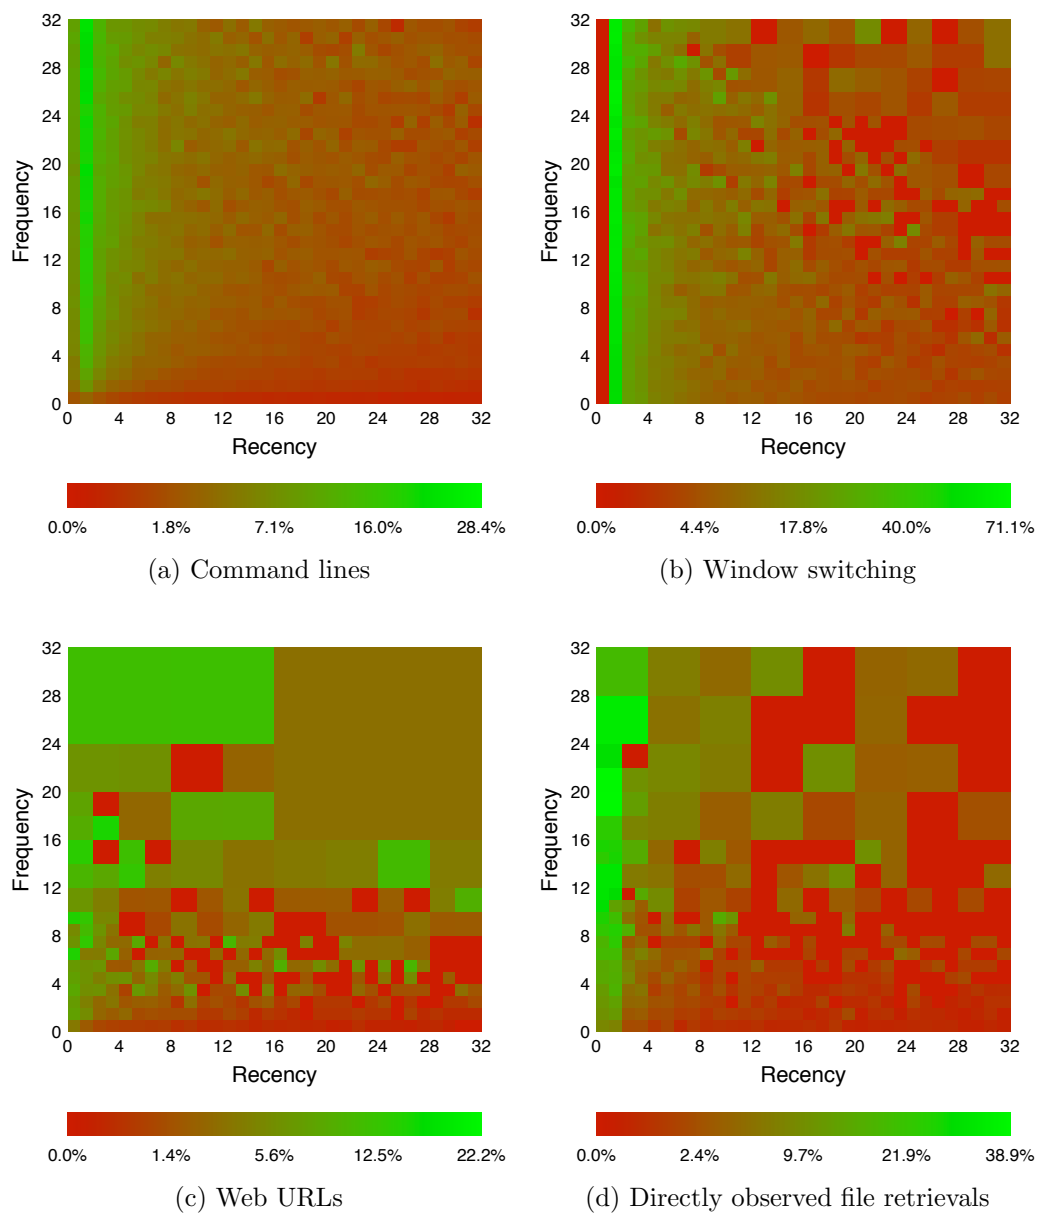 32
28
24
20
16
12
8
4
0
Frequency
0 4 8 12 16 20 24 28 32
Recency
0.0% 1.8% 7.1% 16.0% 28.4%
(a) Command lines
32
28
24
20
16
12
8
4
0
Frequency
0 4 8 12 16 20 24 28 32
Recency
0.0% 4.4% 17.8% 40.0% 71.1%
(b) Window switching
32
28
24
20
16
12
8
4
0
Frequency
0 4 8 12 16 20 24 28 32
Recency
0.0% 1.4% 5.6% 12.5% 22.2%
(c) Web URLs
32
28
24
20
16
12
8
4
0
Frequency
0 4 8 12 16 20 24 28 32
Recency
0.0% 2.4% 9.7% 21.9% 38.9%
(d) Directly observed file retrievals